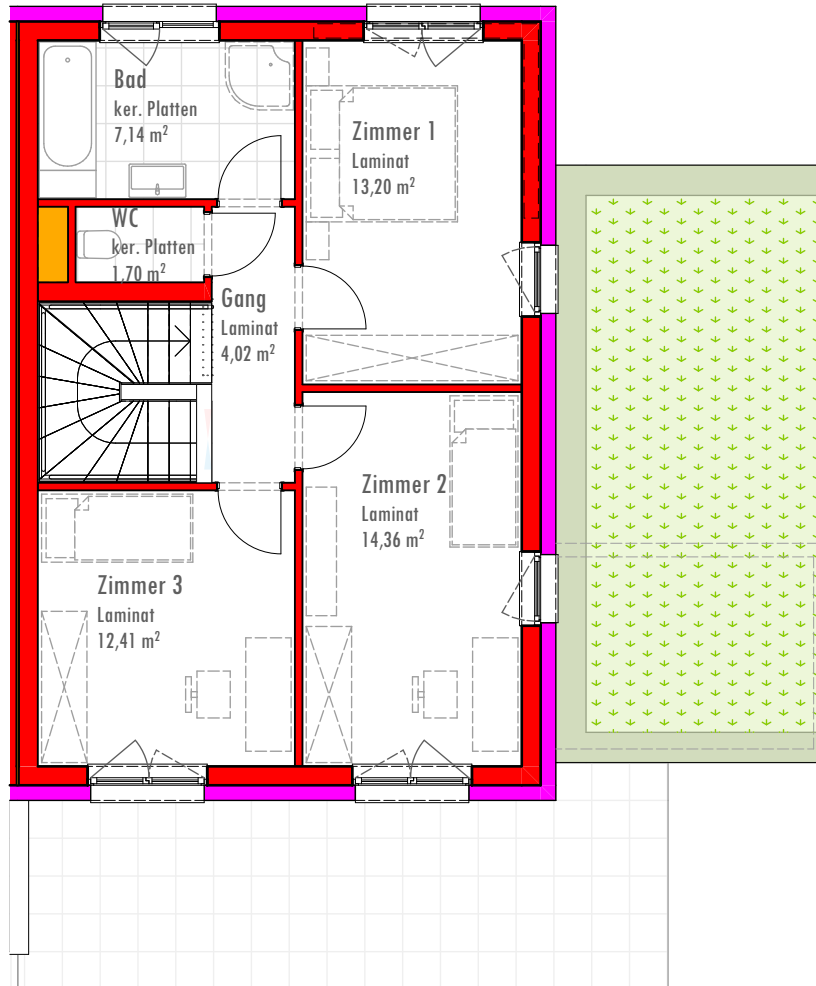 Bad
ker. Platten
7,14 m²
Zimmer 1
Laminat
13,20 m²
WC
ker. Platten
1,70 m²
Gang
Laminat
4,02 m²
Zimmer 2
Laminat
14,36 m²
Zimmer 3
Laminat
12,41 m²